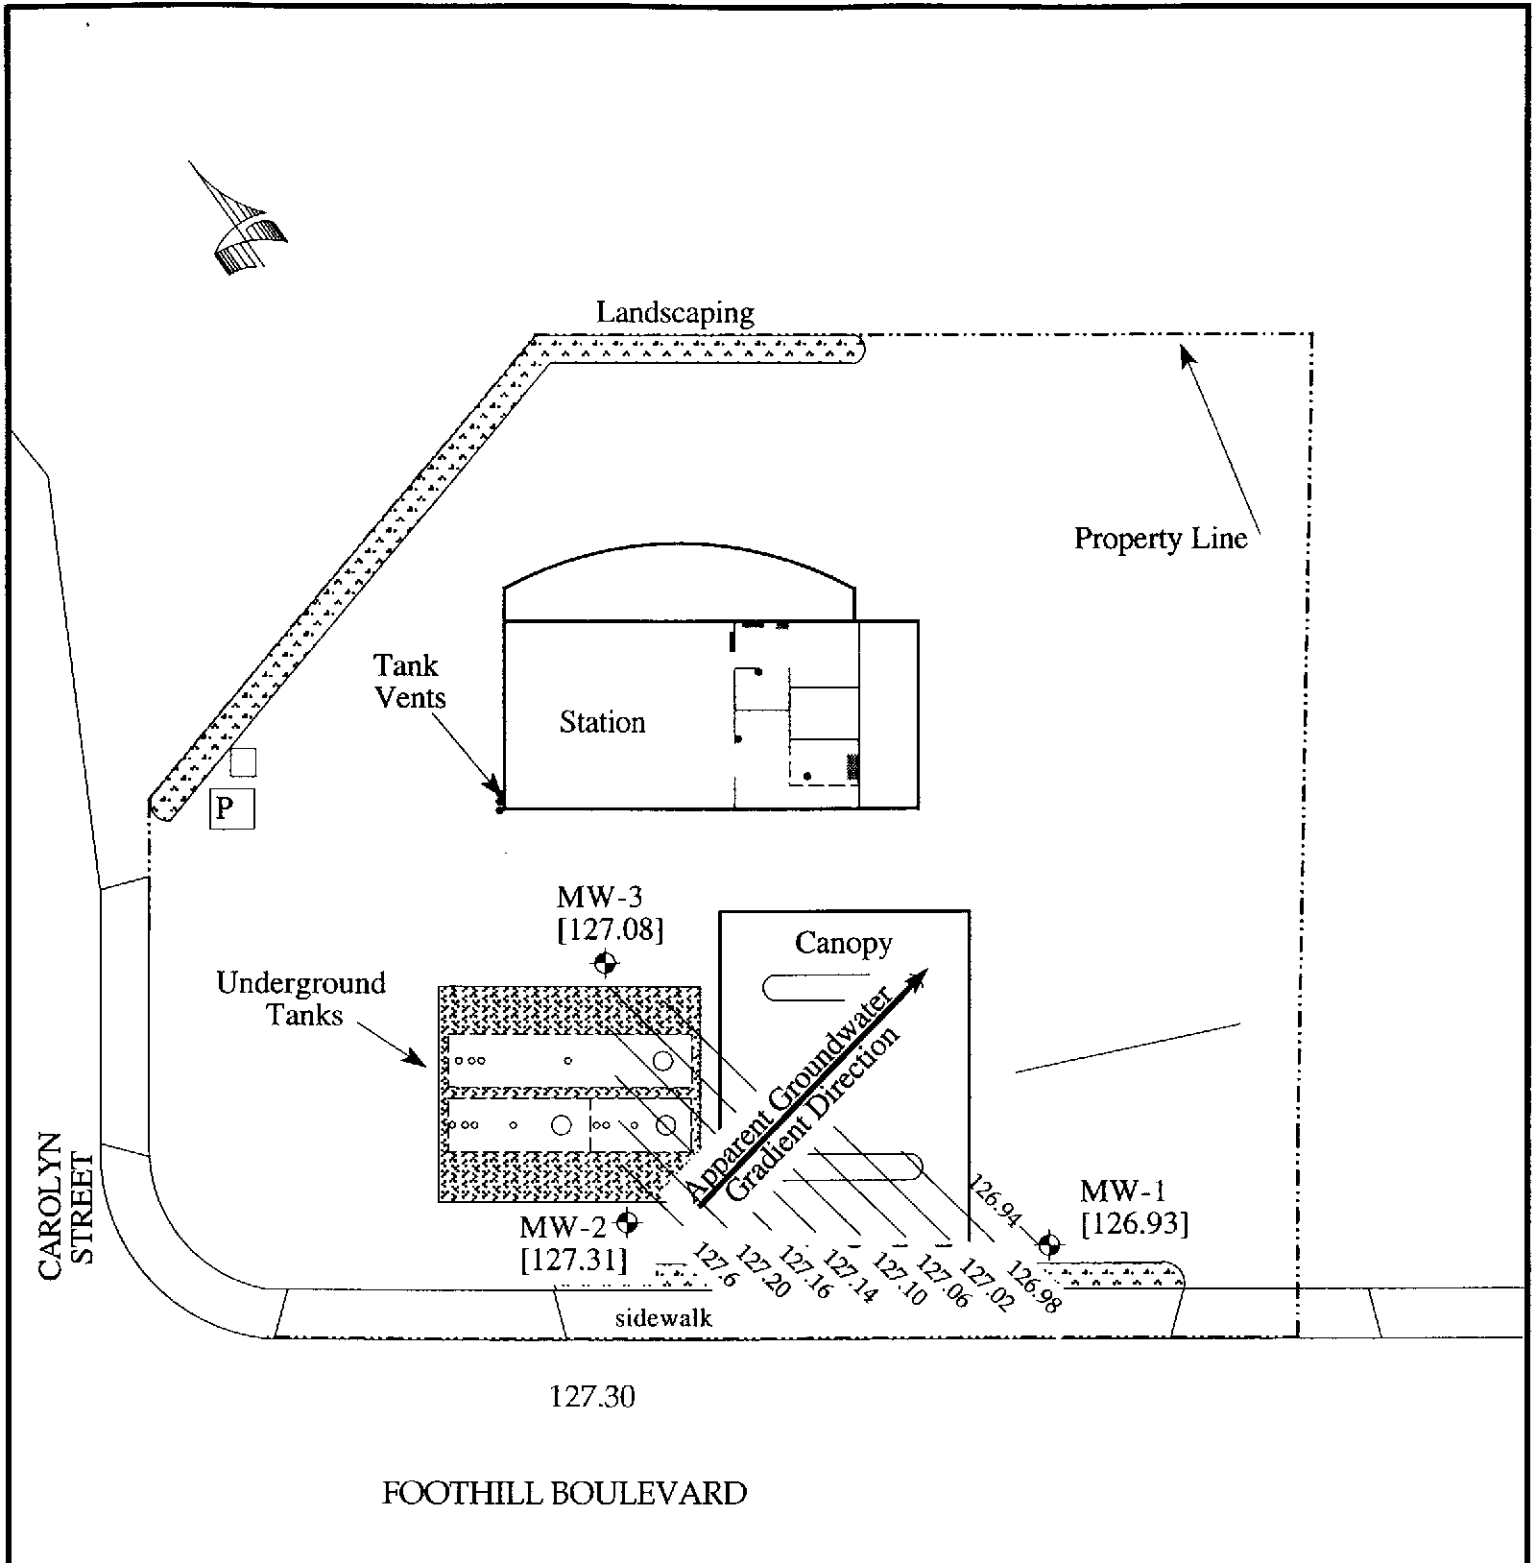 Landscaping
Property Line
Tank
Vents
Station
P
MW-3
[127.08]
Canopy
Underground
Tanks
Apparent Groundwater
Gradient Direction
126.94
MW-1
[126.93]
MW-2
[127.31]
127.6
127.20
127.16
127.14
127.10
127.06
127.02
126.98
CAROLYN
STREET
sidewalk
127.30
FOOTHILL BOULEVARD